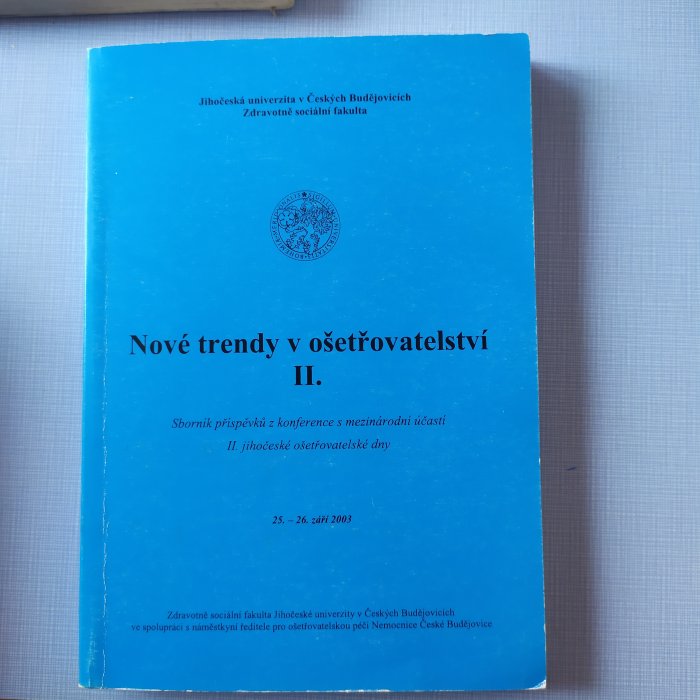 Jihočeská univerzita v Českých Budějovicích
Zdravotně sociální fakulta
Nové trendy v ošetřovatelství
II.
Sborník příspěvků z konference s mezinárodní účastí
II. jihočeské ošetřovatelské dny
25. – 26. září 2003
Zdravotně sociální fakulta Jihočeské univerzity v Českých Budějovicích
ve spolupráci s náměstkyní ředitele pro ošetřovatelskou péči Nemocnice České Budějovice